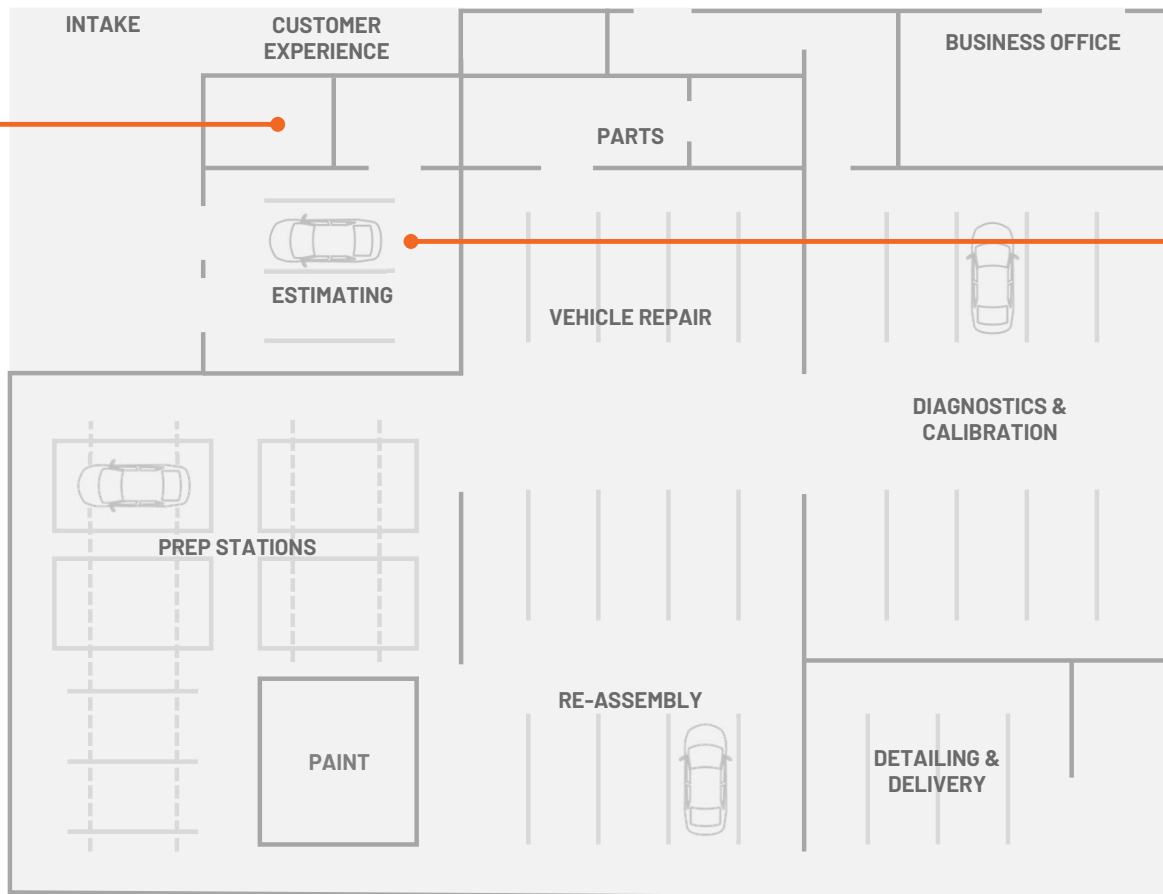 INTAKE
CUSTOMER
EXPERIENCE
BUSINESS OFFICE
PARTS
ESTIMATING
VEHICLE REPAIR
DIAGNOSTICS &
CALIBRATION
PREP STATIONS
RE-ASSEMBLY
PAINT
DETAILING &
DELIVERY